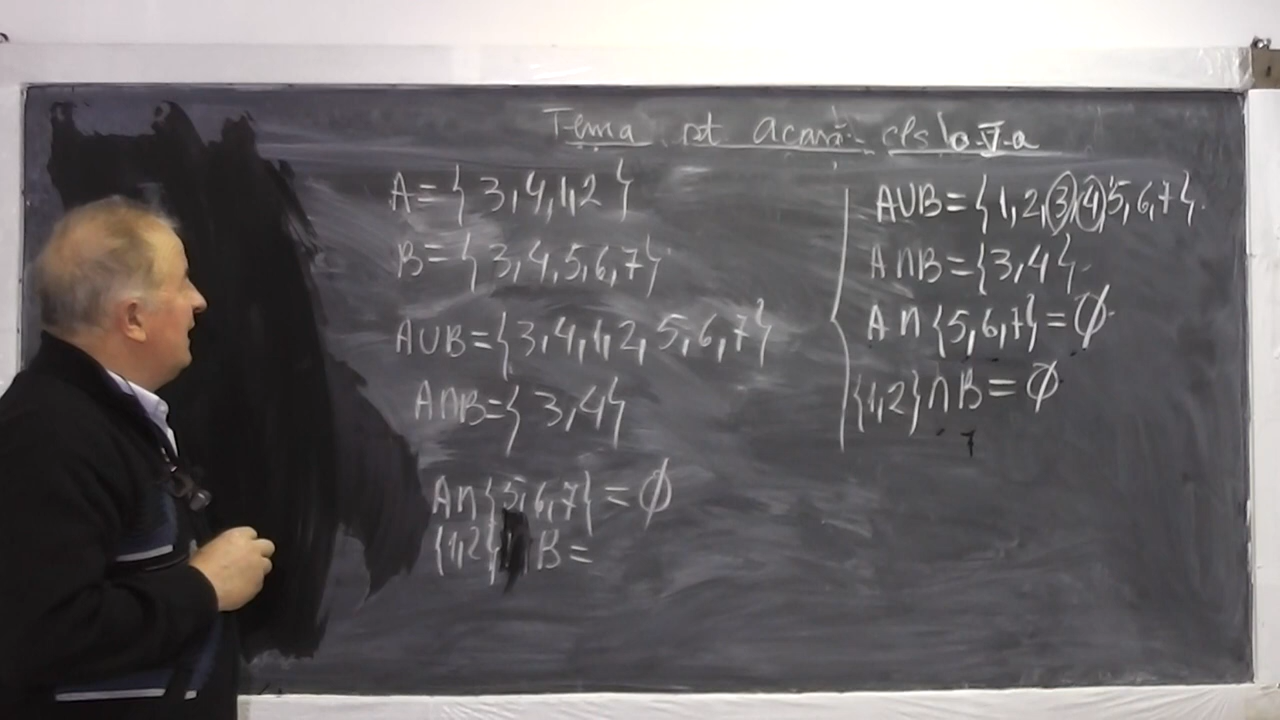 Tema pt acasă cls a V-a
A={3,4,1,2}
B={3,4,5,6,7}
AUB={3,4,1,2,5,6,7}
A∩B={3,4}
A∩{5,6,7}=∅
{1,2} B=
AUB={1,2,3,4,5,6,7}
A∩B={3,4}
A∩{5,6,7}=∅
{1,2}∩B=∅